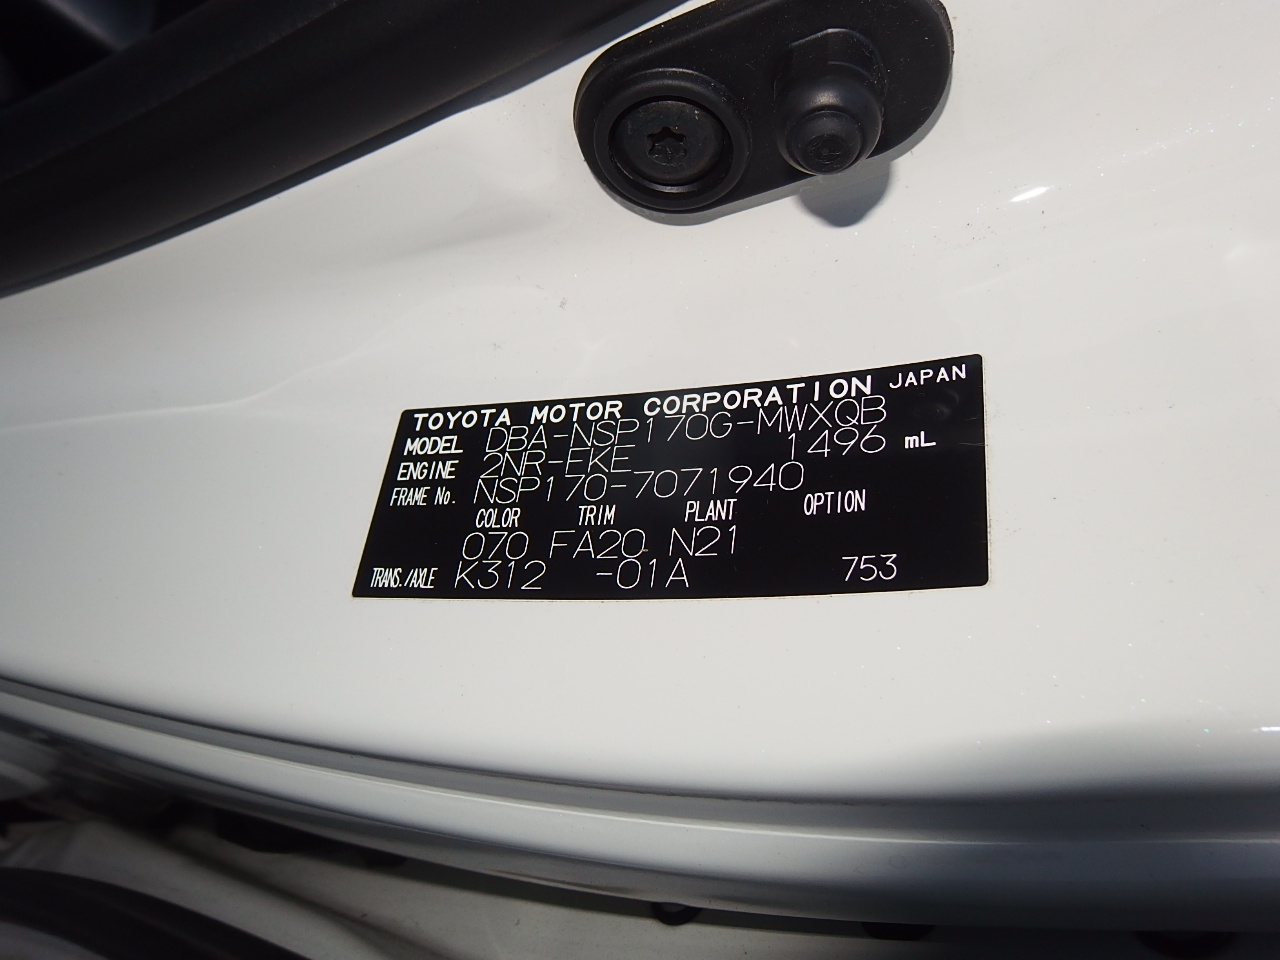 TOYOTA MOTOR CORPORATION JAPAN
MODEL DBA-NSP170G-MWXQB
ENGINE 2NR-FKE 1496 mL
FRAME No. NSP170-7071940
COLOR TRIM PLANT OPTION
070 FA20 N21
TRANS./AXLE K312 -01A 753